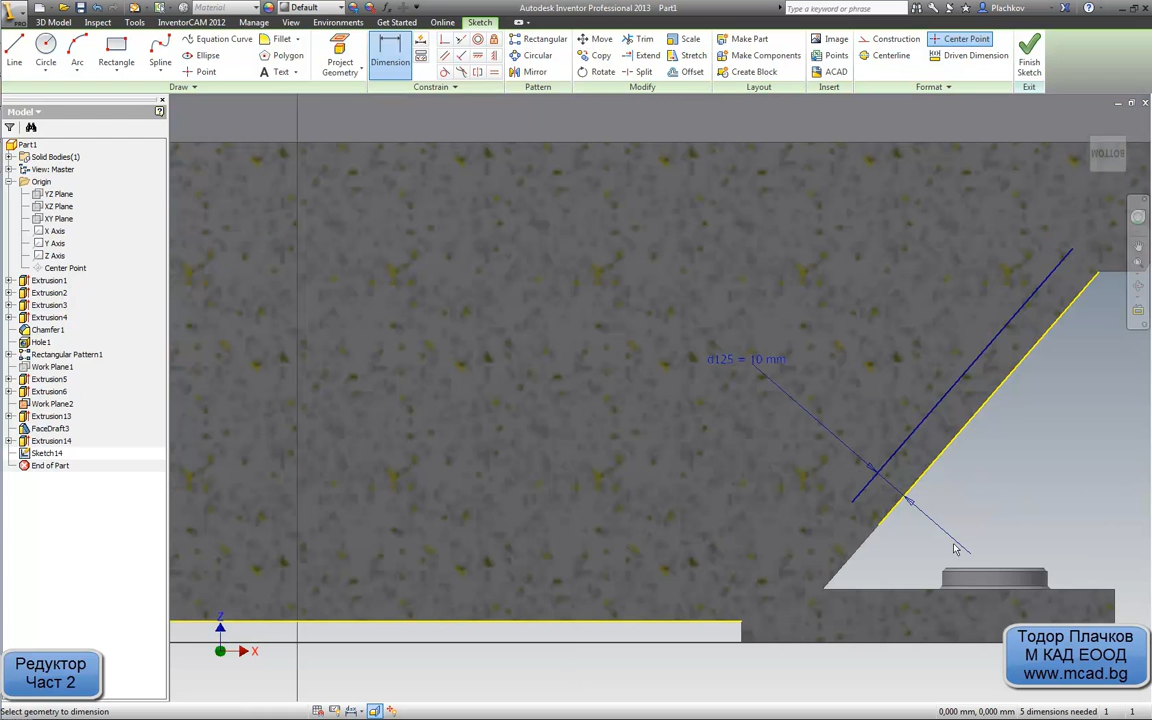 PRO
Material
Default
Autodesk Inventor Professional 2013 Part1
Type a keyword or phrase
Plachkov
3D Model Inspect Tools InventorCAM 2012 Manage View Environments Get Started Online Sketch
Line
Circle
Arc
Rectangle
Spline
Equation Curve
Ellipse
Point
Fillet
Polygon
Text
Project
Geometry
Dimension
Rectangular
Circular
Mirror
Move
Copy
Rotate
Trim
Extend
Split
Scale
Stretch
Offset
Make Part
Make Components
Create Block
Image
Points
ACAD
Construction
Centerline
Center Point
Driven Dimension
Finish
Sketch
Draw Constrain Pattern Modify Layout Insert Format Exit
Model
Part1
Solid Bodies(1)
View: Master
Origin
YZ Plane
XZ Plane
XY Plane
X Axis
Y Axis
Z Axis
Center Point
Extrusion1
Extrusion2
Extrusion3
Extrusion4
Chamfer1
Hole1
Rectangular Pattern1
Work Plane1
Extrusion5
Extrusion6
Work Plane2
Extrusion13
FaceDraft3
Extrusion14
Sketch14
End of Part
BOTTOM
d125 = 10 mm
Z
X
Редуктор
Част 2
Тодор Плачков
М КАД ЕООД
www.mcad.bg
Select geometry to dimension
0,000 mm, 0,000 mm 5 dimensions needed 1 1